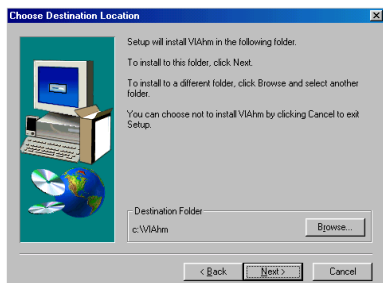 Choose Destination Location
Setup will install VIAhm in the following folder.
To install to this folder, click Next.
To install to a different folder, click Browse and select another
folder.
You can choose not to install VIAhm by clicking Cancel to exit
Setup.
Destination Folder
c:\VIAhm
Browse...
< Back
Next >
Cancel